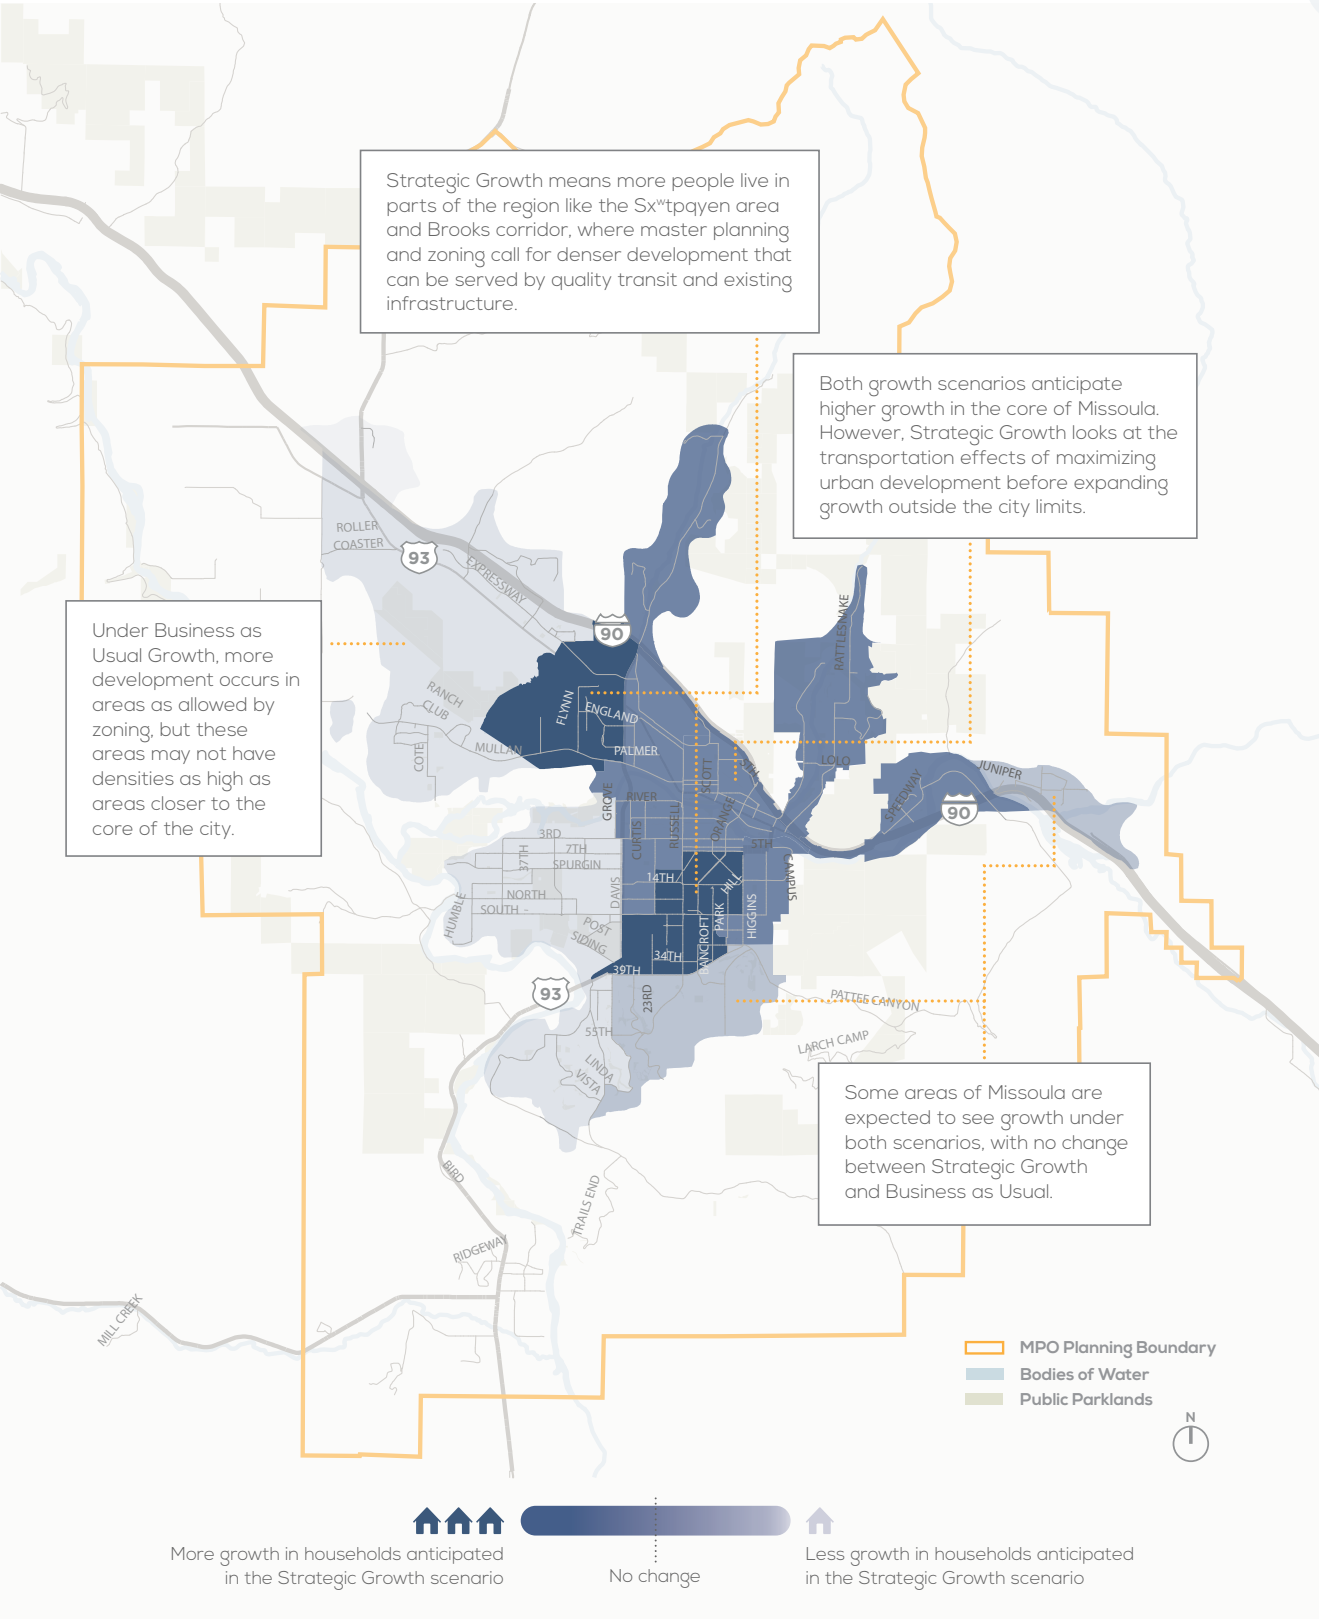 Strategic Growth means more people live in
parts of the region like the Sxʷtpqyen area
and Brooks corridor, where master planning
and zoning call for denser development that
can be served by quality transit and existing
infrastructure.
Both growth scenarios anticipate
higher growth in the core of Missoula.
However, Strategic Growth looks at the
transportation effects of maximizing
urban development before expanding
growth outside the city limits.
Under Business as
Usual Growth, more
development occurs in
areas as allowed by
zoning, but these
areas may not have
densities as high as
areas closer to the
core of the city.
Some areas of Missoula are
expected to see growth under
both scenarios, with no change
between Strategic Growth
and Business as Usual.
ROLLER
COASTER
93
EXPRESSWAY
90
RATTLESNAKE
RANCH
CLUB
COTE
MULLAN
FLYNN
ENGLAND
PALMER
SCOTT
5TH
LOLO
SPEEDWAY
JUNIPER
90
GROVE
RIVER
CURTIS
RUSSELL
ORANGE
5TH
CAMPUS
3RD
7TH
SPURGIN
37TH
NORTH
SOUTH
HUMBLE
DAVIS
14TH
HILL
PARK
HIGGINS
BANCROFT
POST
SIDING
34TH
39TH
93
23RD
55TH
LINDA
VISTA
PATTEE CANYON
LARCH CAMP
BIRD
TRAILS END
RIDGEWAY
MILL CREEK
MPO Planning Boundary
Bodies of Water
Public Parklands
N
More growth in households anticipated
in the Strategic Growth scenario
No change
Less growth in households anticipated
in the Strategic Growth scenario